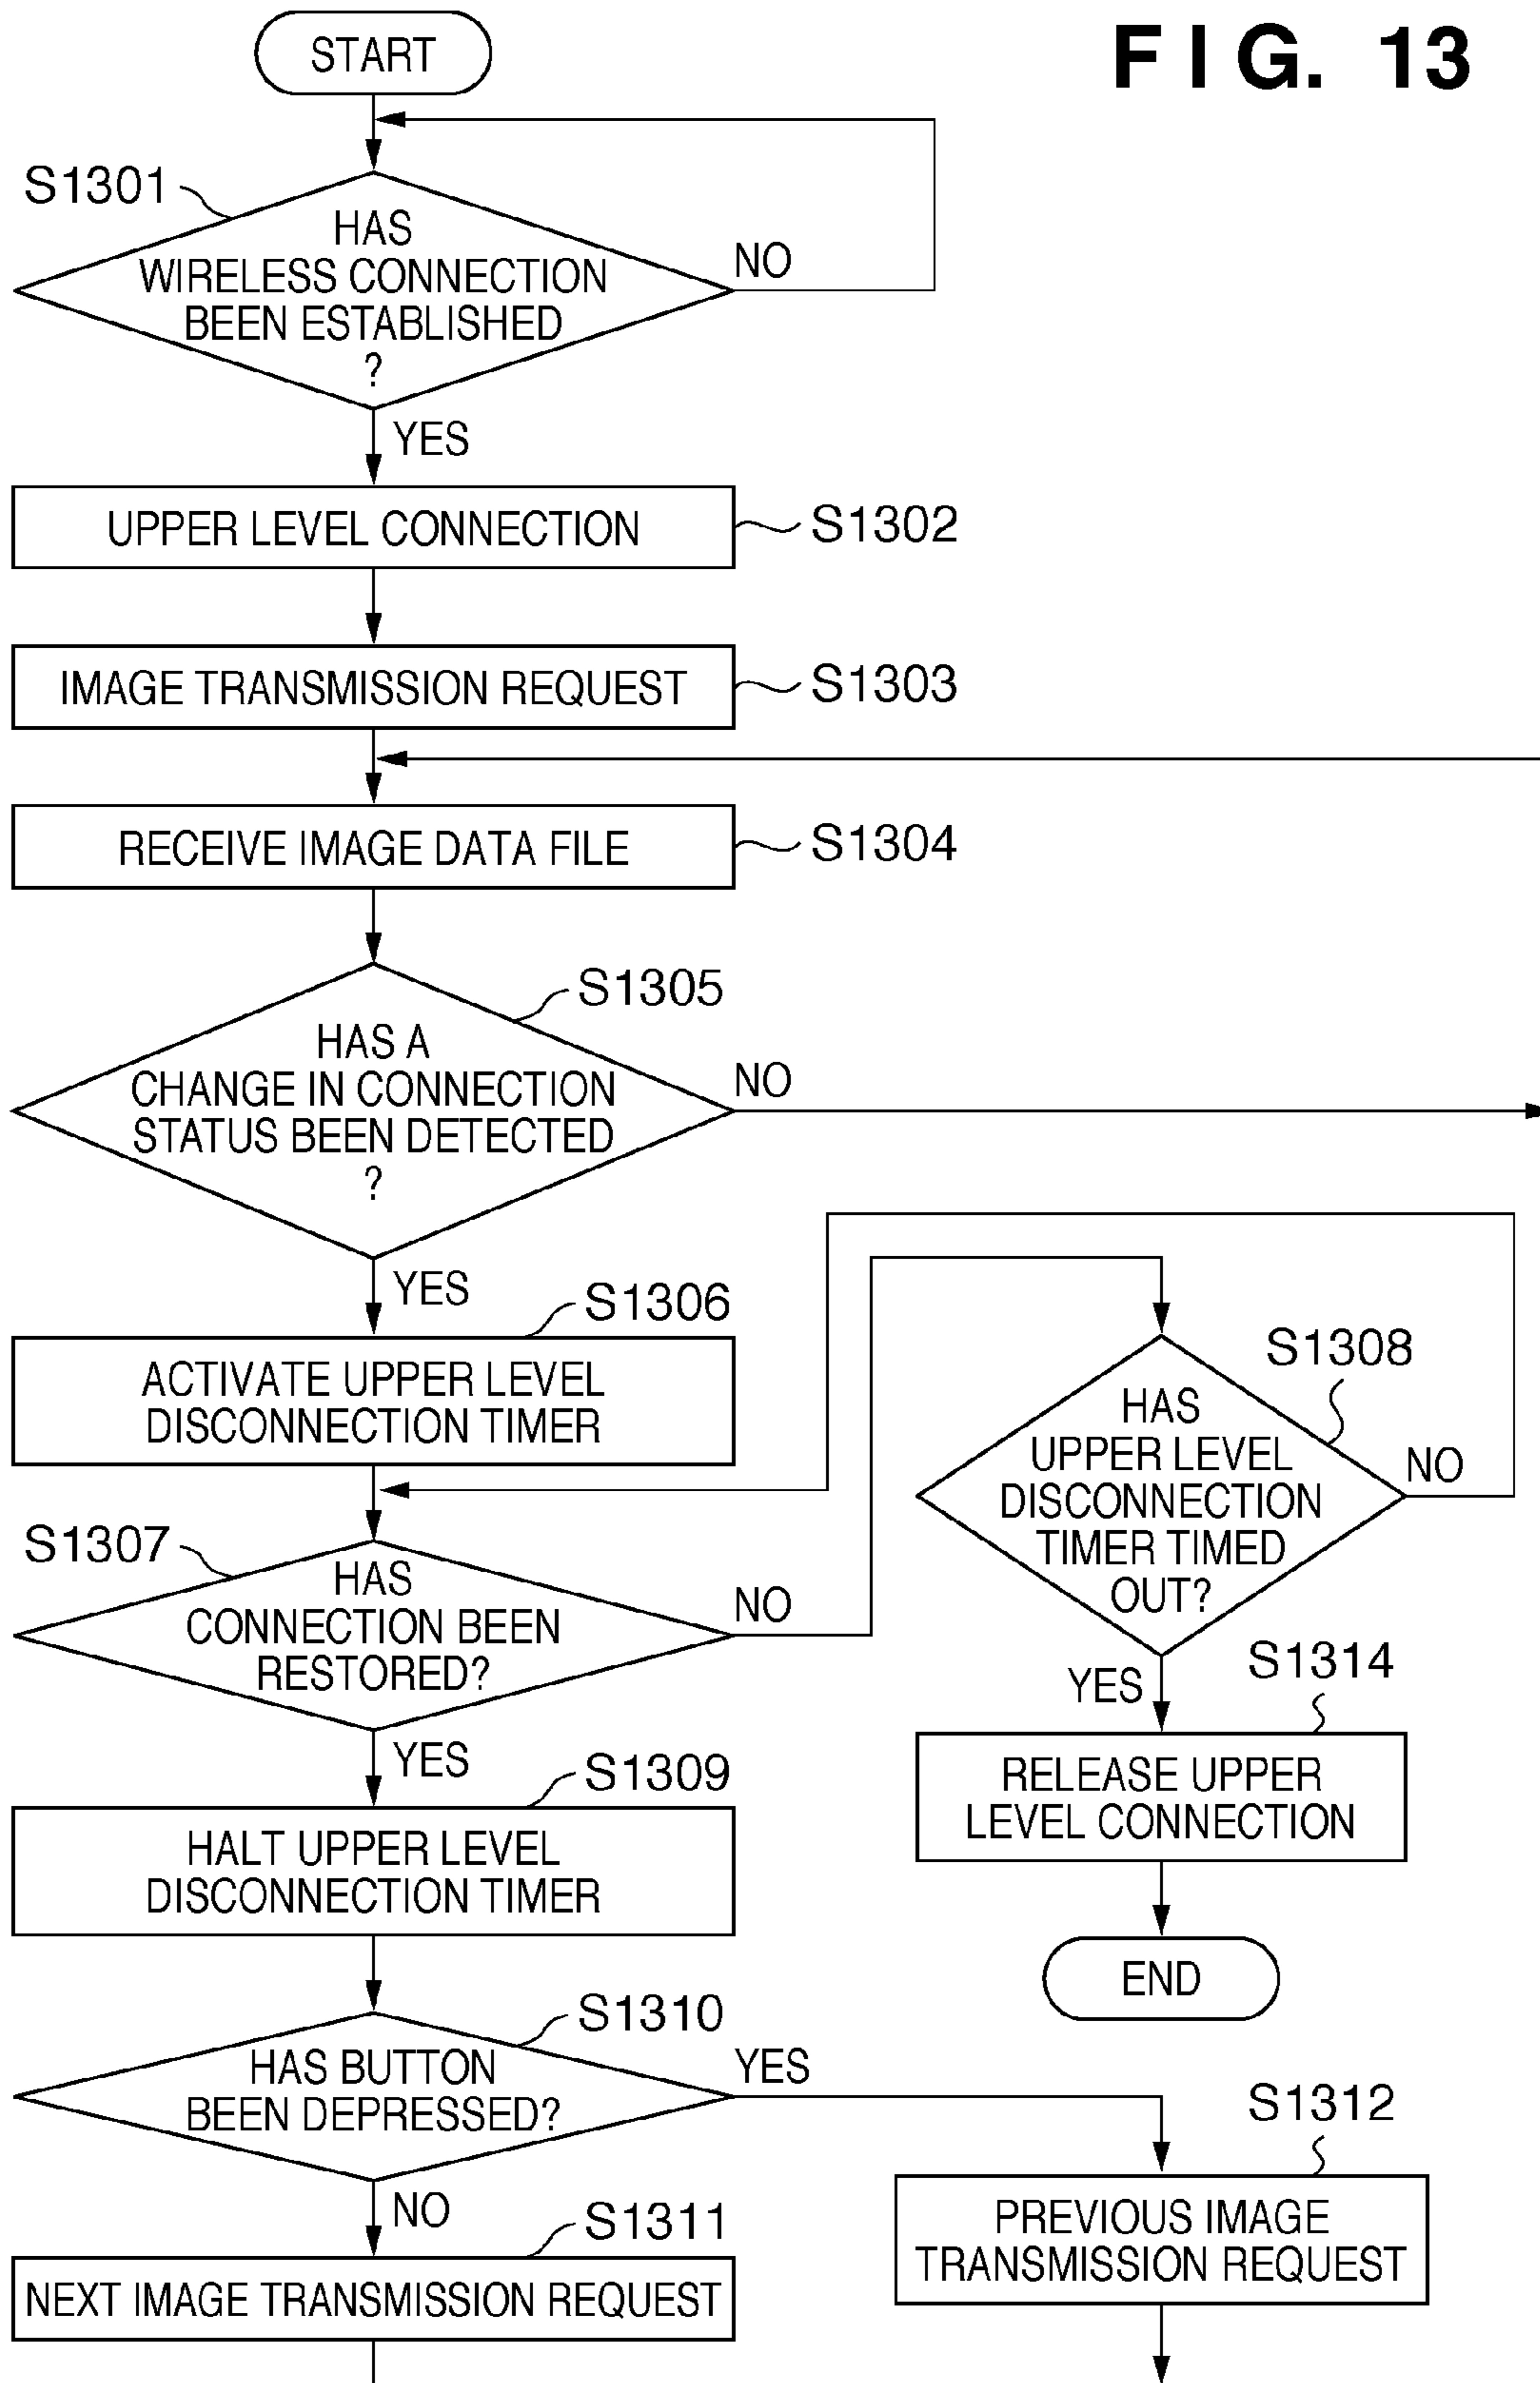 FIG. 13
START
S1301
HAS
WIRELESS CONNECTION
BEEN ESTABLISHED
?
NO
YES
UPPER LEVEL CONNECTION
S1302
IMAGE TRANSMISSION REQUEST
S1303
RECEIVE IMAGE DATA FILE
S1304
S1305
HAS A
CHANGE IN CONNECTION
STATUS BEEN DETECTED
?
NO
YES
S1306
ACTIVATE UPPER LEVEL
DISCONNECTION TIMER
S1307
HAS
CONNECTION BEEN
RESTORED?
NO
S1308
HAS
UPPER LEVEL
DISCONNECTION
TIMER TIMED
OUT?
NO
YES
S1314
RELEASE UPPER
LEVEL CONNECTION
END
YES
S1309
HALT UPPER LEVEL
DISCONNECTION TIMER
S1310
HAS BUTTON
BEEN DEPRESSED?
YES
S1312
PREVIOUS IMAGE
TRANSMISSION REQUEST
NO
S1311
NEXT IMAGE TRANSMISSION REQUEST